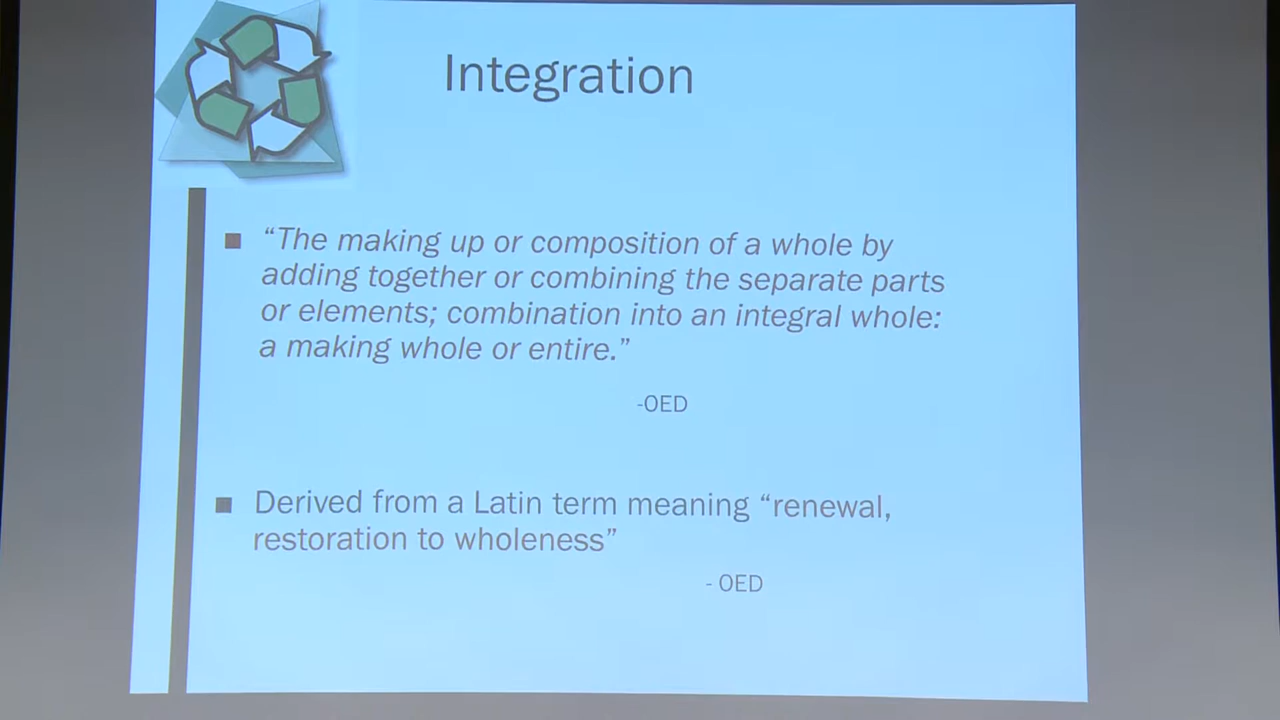 Integration
“The making up or composition of a whole by
adding together or combining the separate parts
or elements; combination into an integral whole:
a making whole or entire.”
-OED
Derived from a Latin term meaning “renewal,
restoration to wholeness”
- OED